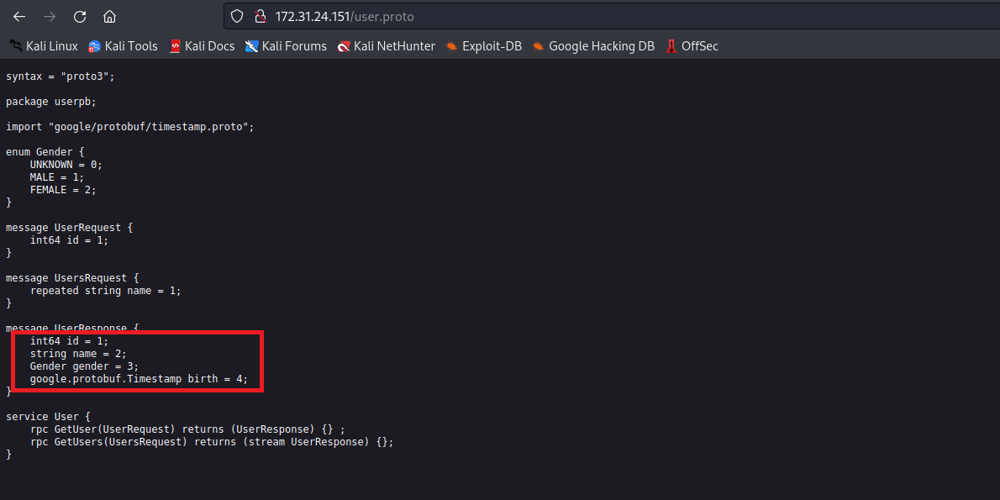 172.31.24.151/user.proto
Kali Linux Kali Tools Kali Docs Kali Forums Kali NetHunter Exploit-DB Google Hacking DB OffSec
syntax = "proto3";
package userpb;
import "google/protobuf/timestamp.proto";
enum Gender {
    UNKNOWN = 0;
    MALE = 1;
    FEMALE = 2;
}
message UserRequest {
    int64 id = 1;
}
message UsersRequest {
    repeated string name = 1;
}
message UserResponse {
    int64 id = 1;
    string name = 2;
    Gender gender = 3;
    google.protobuf.Timestamp birth = 4;
}
service User {
    rpc GetUser(UserRequest) returns (UserResponse) {} ;
    rpc GetUsers(UsersRequest) returns (stream UserResponse) {};
}